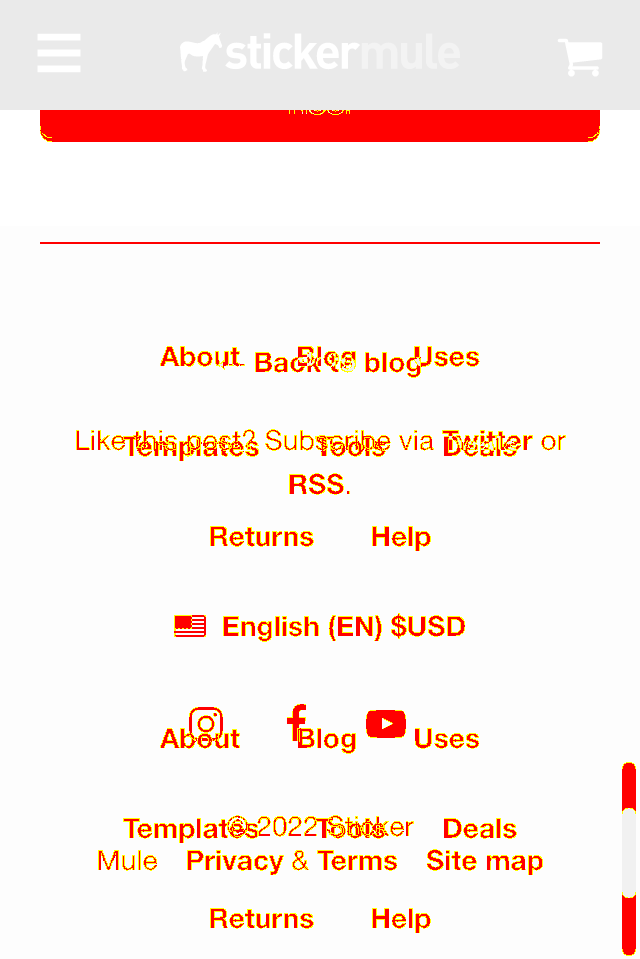 stickermule
About Blog Uses
← Back to blog
Like this post? Subscribe via Twitter or
Templates Tools Deals
RSS.
Returns Help
English (EN) $USD
About Blog Uses
© 2022 Sticker
Templates Tools Deals
Mule Privacy & Terms Site map
Returns Help